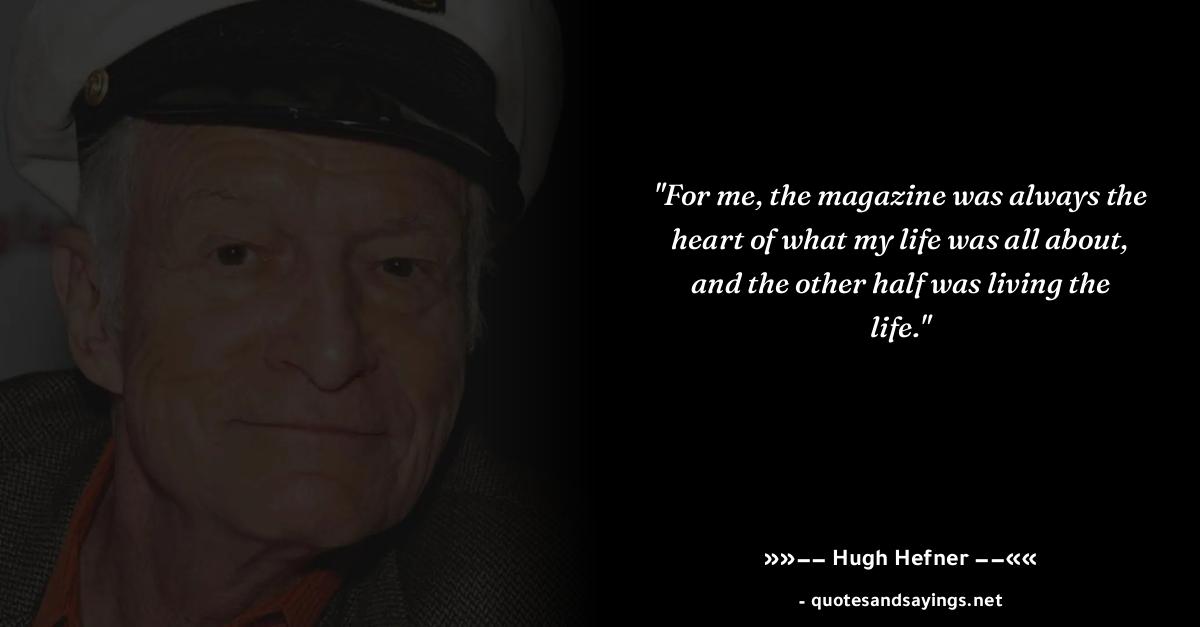 "For me, the magazine was always the
heart of what my life was all about,
and the other half was living the
life."
»»−− Hugh Hefner −−««
- quotesandsayings.net